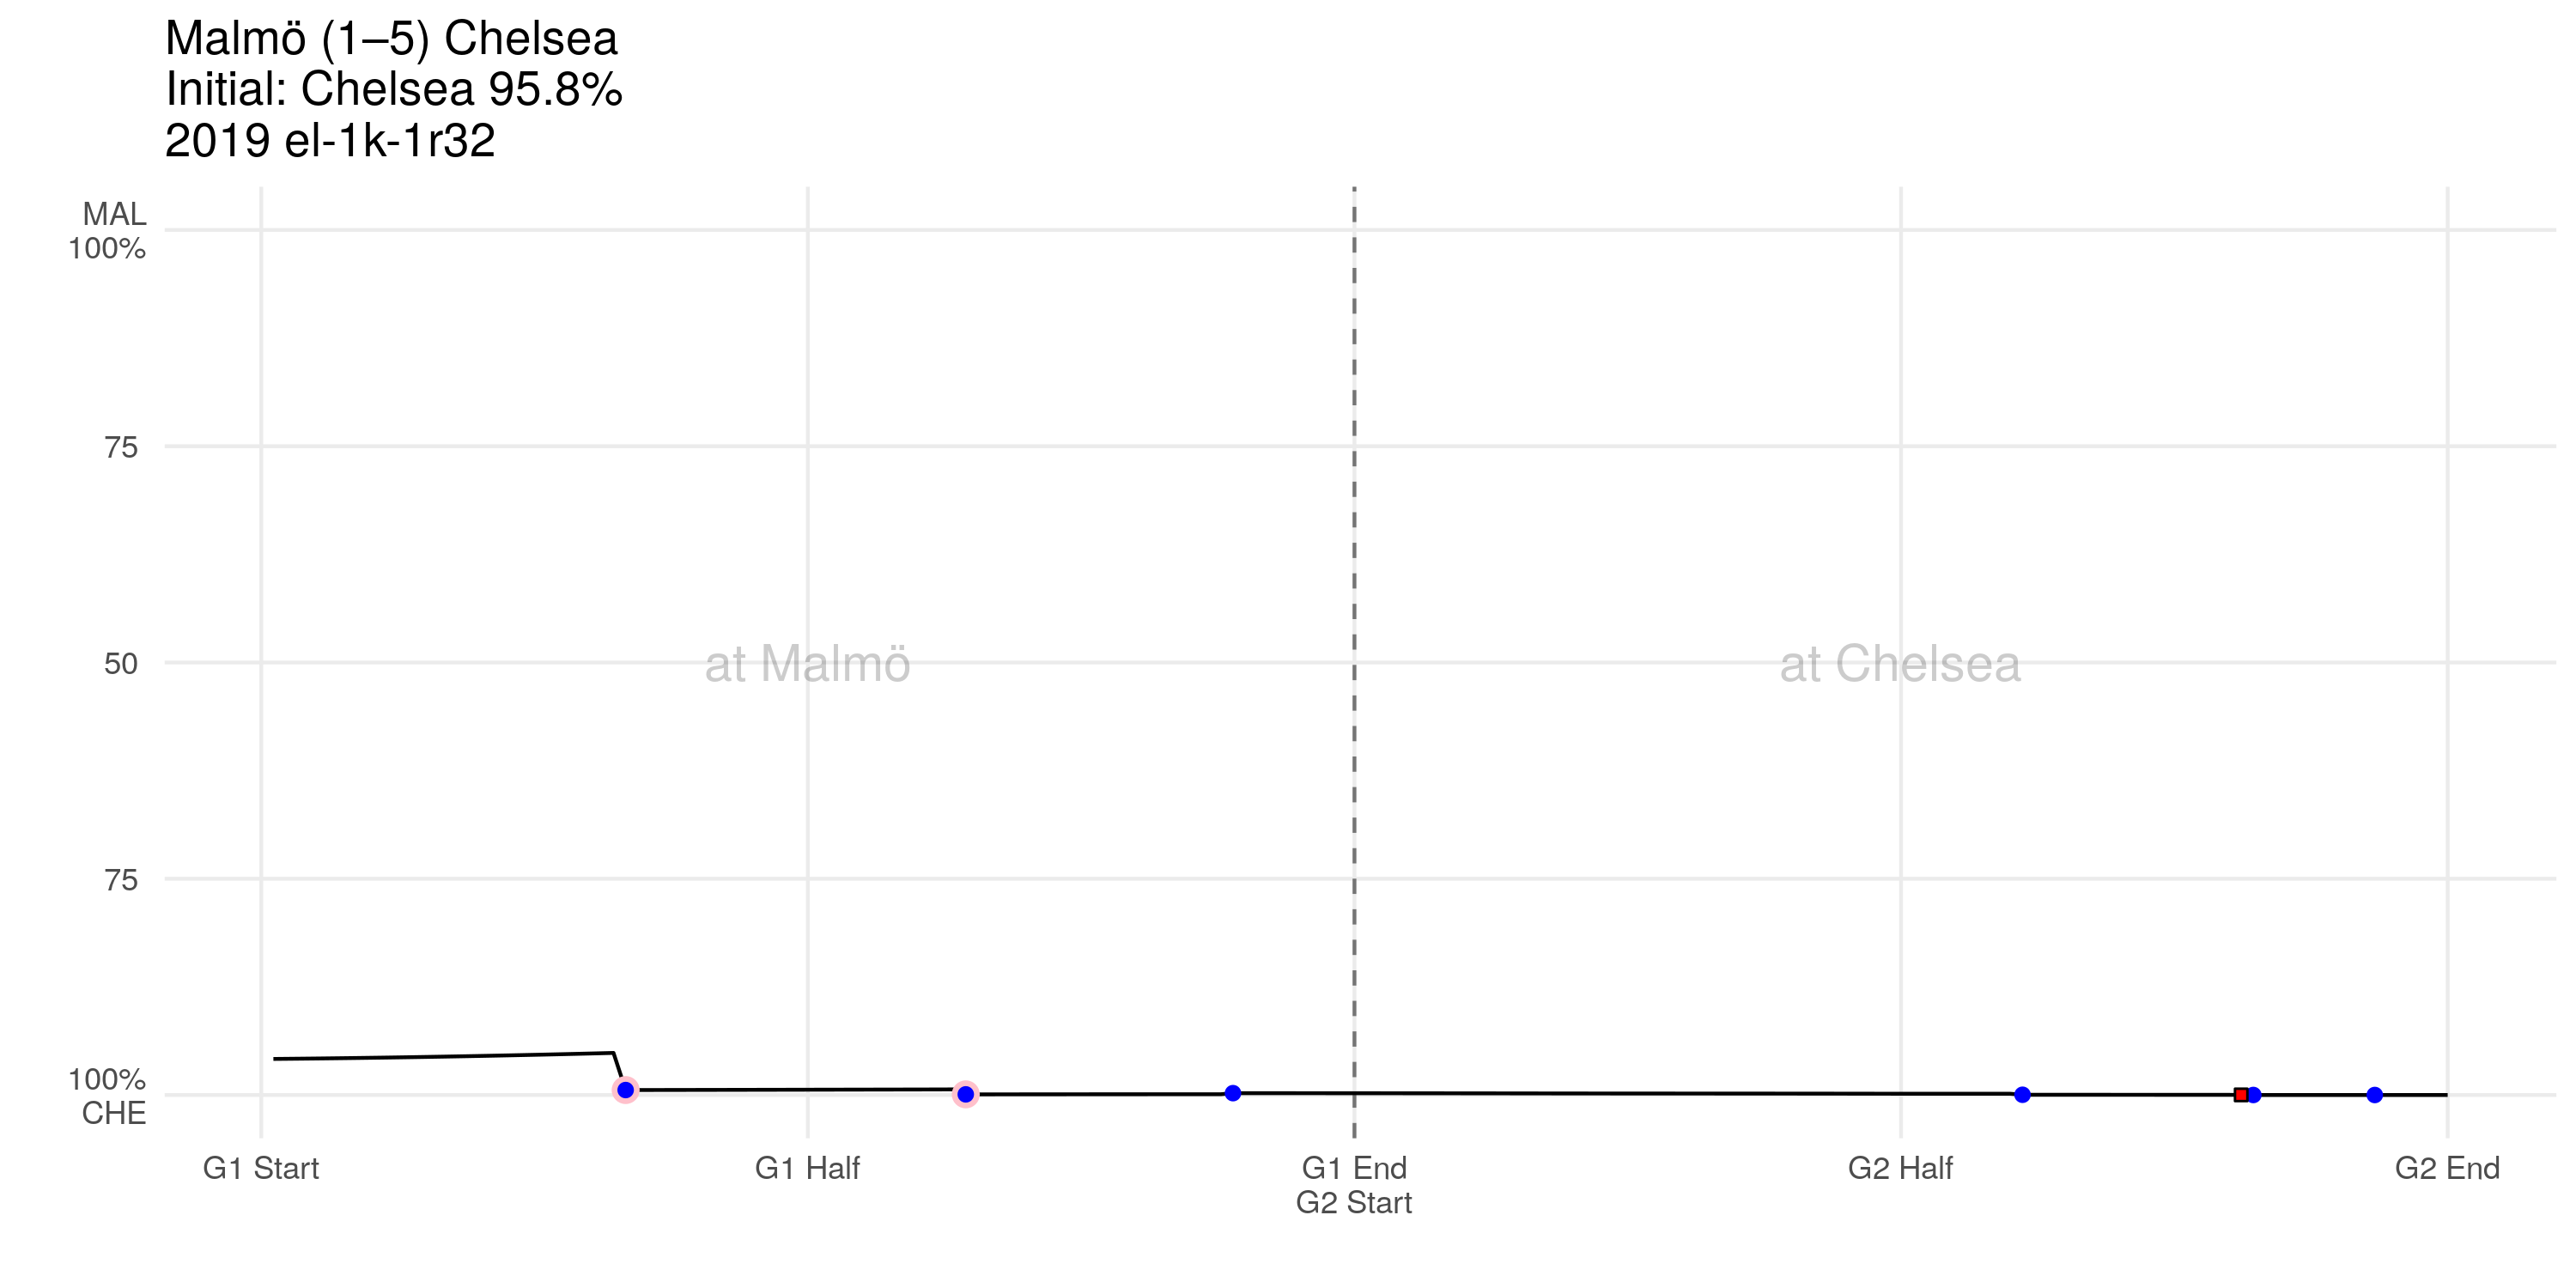 Malmö (1–5) Chelsea
Initial: Chelsea 95.8%
2019 el-1k-1r32
MAL
100%
75
50
75
100%
CHE
at Malmö
at Chelsea
G1 Start
G1 Half
G1 End
G2 Start
G2 Half
G2 End